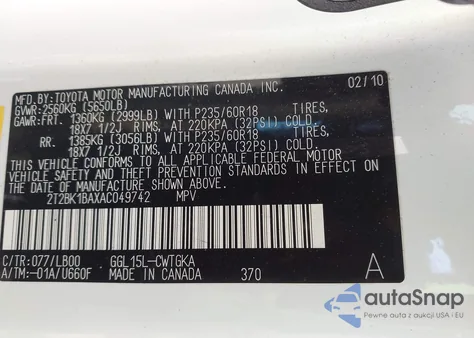 MFD.BY:TOYOTA MOTOR MANUFACTURING CANADA INC. 02/10
GVWR:2560KG (5650LB)
GAWR:FRT. 1360KG (2999LB) WITH P235/60R18 TIRES,
18X7 1/2J RIMS, AT 220KPA (32PSI) COLD.
RR. 1385KG (3056LB) WITH P235/60R18 TIRES,
18X7 1/2J RIMS, AT 220KPA (32PSI) COLD.
THIS VEHICLE CONFORMS TO ALL APPLICABLE FEDERAL MOTOR
VEHICLE SAFETY AND THEFT PREVENTION STANDARDS IN EFFECT
ON THE DATE OF MANUFACTURE SHOWN ABOVE.
2T2BK1BAXAC049742 MPV
C/TR:077/LB00 GGL15L-CWTGKA
A/TM:-01A/U660F MADE IN CANADA 370 A
autoSnap
Pewne auta z aukcji USA - EU